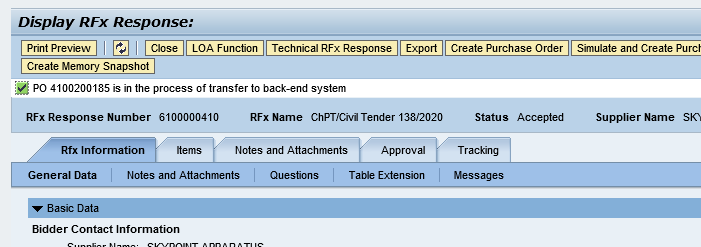 Display RFx Response:
Print Preview Close LOA Function Technical RFx Response Export Create Purchase Order Simulate and Create
Create Memory Snapshot
PO 4100200185 is in the process of transfer to back-end system
RFx Response Number 6100000410 RFx Name ChPT/Civil Tender 138/2020 Status Accepted Supplier Name
Rfx Information Items Notes and Attachments Approval Tracking
General Data Notes and Attachments Questions Table Extension Messages
Basic Data
Bidder Contact Information
Supplier Name: SKYPOINT APPARATUS